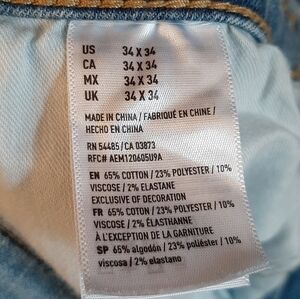 US 34 X 34
CA 34 X 34
MX 34 X 34
UK 34 X 34
MADE IN CHINA / FABRIQUÉ EN CHINE /
HECHO EN CHINA
RN 54485 / CA 03873
RFC# AEM120605U9A
EN 65% COTTON / 23% POLYESTER / 10%
VISCOSE / 2% ELASTANE
EXCLUSIVE OF DECORATION
FR 65% COTON / 23% POLYESTER / 10%
VISCOSE / 2% ÉLASTHANNE
À L'EXCEPTION DE LA GARNITURE
SP 65% algodón / 23% poliéster / 10%
viscosa / 2% elastano